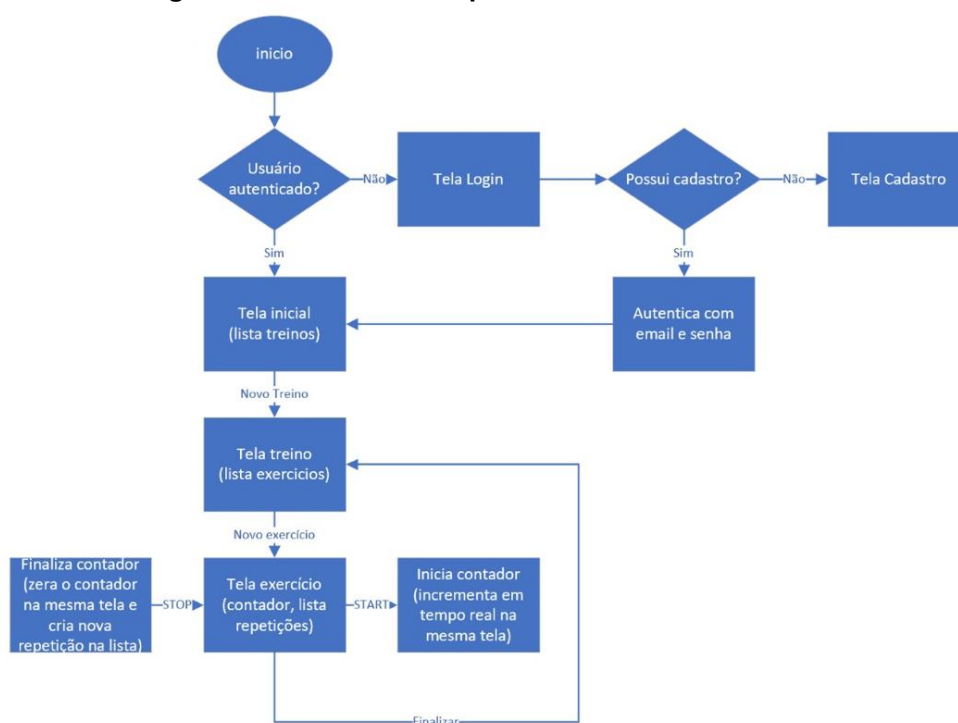 inicio
Usuário
autenticado?
Não
Tela Login
Possui cadastro?
Não
Tela Cadastro
Sim
Sim
Tela inicial
(lista treinos)
Autentica com
email e senha
Novo Treino
Tela treino
(lista exercicios)
Novo exercício
Finaliza contador
(zera o contador
na mesma tela e
cria nova
repetição na lista)
STOP
Tela exercício
(contador, lista
repetições)
START
Inicia contador
(incrementa em
tempo real na
mesma tela)
Finalizar